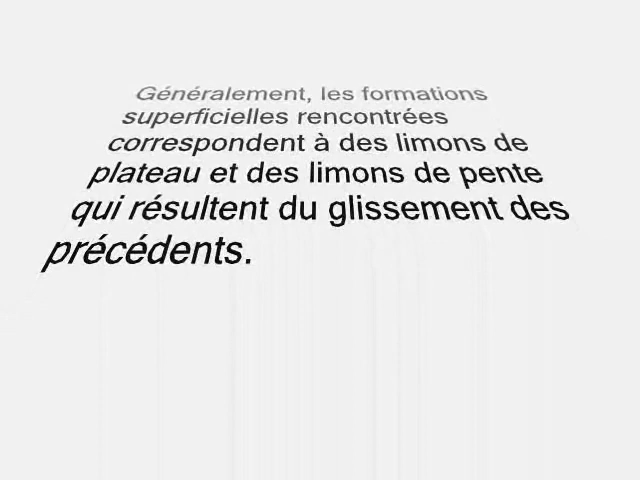 Généralement, les formations
superficielles rencontrées
correspondent à des limons de
plateau et des limons de pente
qui résultent du glissement des
précédents.